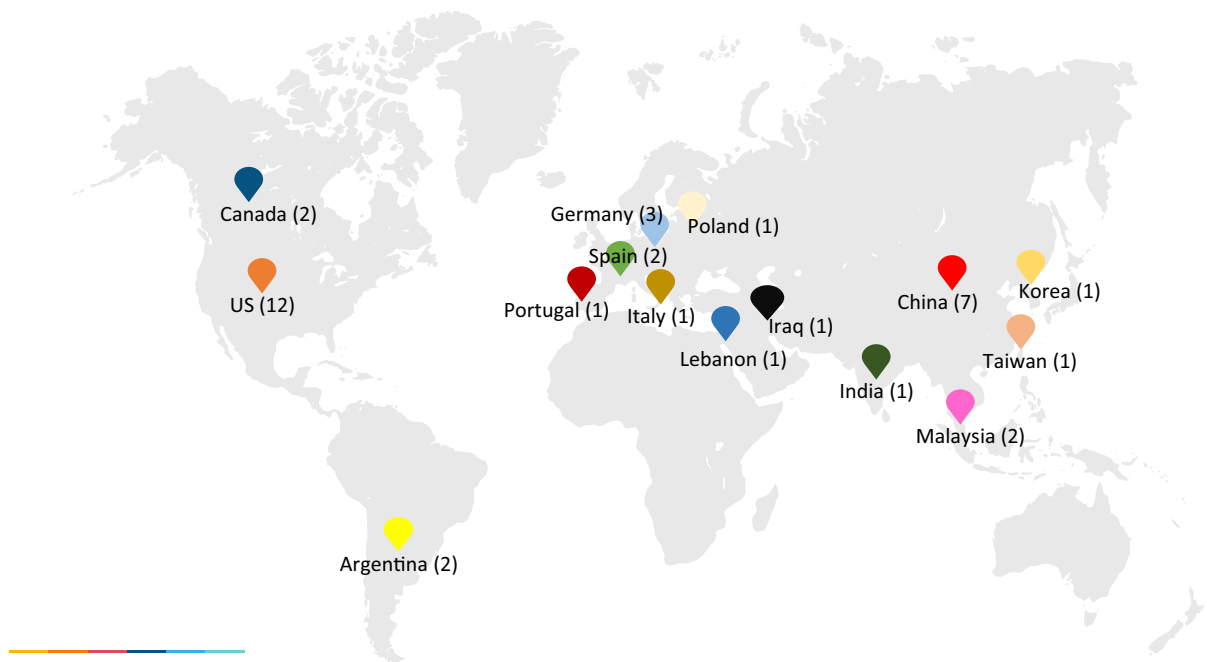 Canada (2)
Germany (3)
Poland (1)
Spain (2)
US (12)
Portugal (1)
Italy (1)
Iraq (1)
China (7)
Korea (1)
Lebanon (1)
Taiwan (1)
India (1)
Malaysia (2)
Argentina (2)